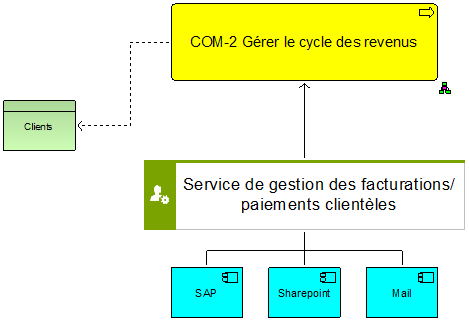 COM-2 Gérer le cycle des revenus
Clients
Service de gestion des facturations/
paiements clientèles
SAP
Sharepoint
Mail